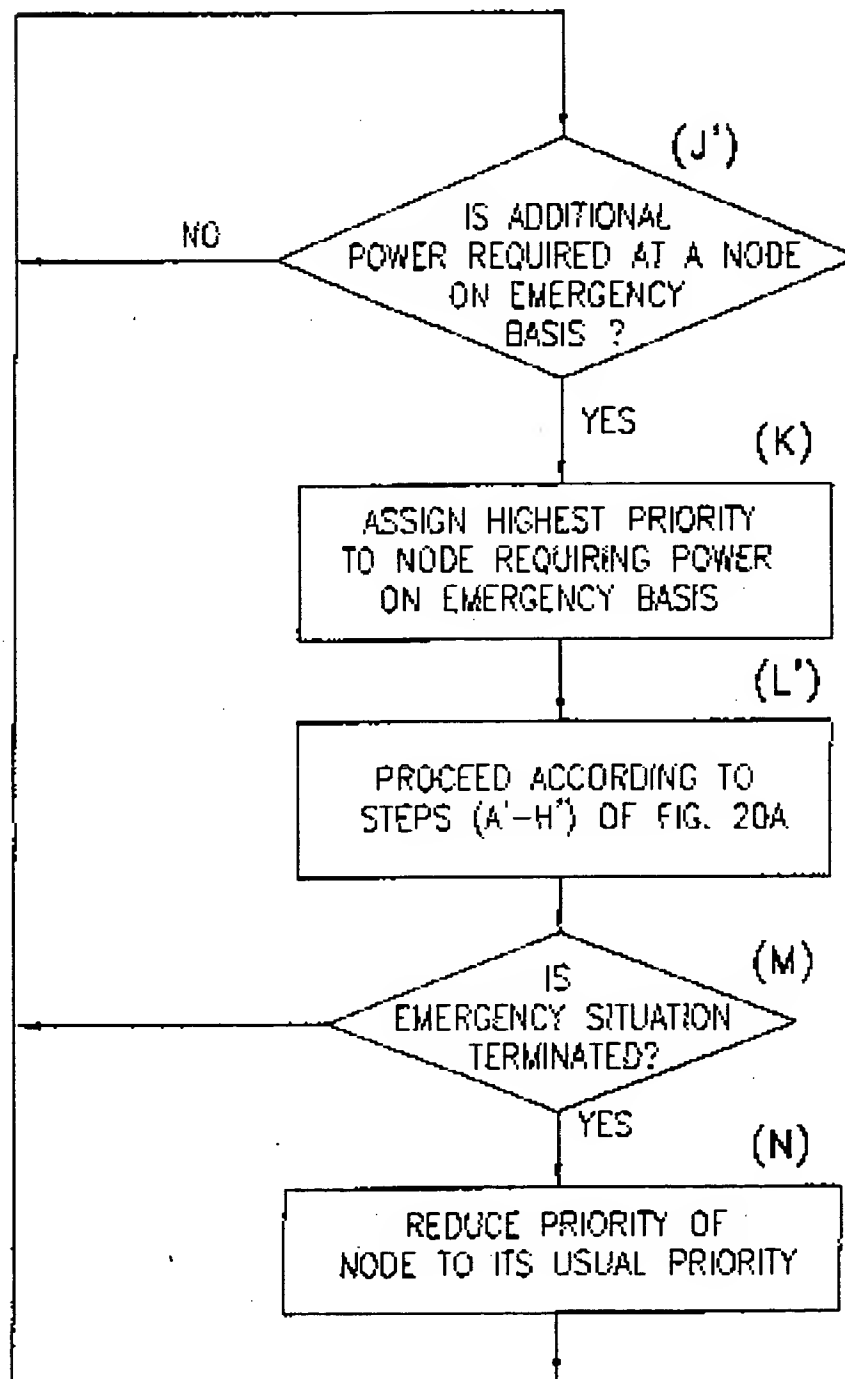 (J')
IS ADDITIONAL
POWER REQUIRED AT A NODE
ON EMERGENCY
BASIS ?
NO
YES
(K)
ASSIGN HIGHEST PRIORITY
TO NODE REQUIRING POWER
ON EMERGENCY BASIS
(L')
PROCEED ACCORDING TO
STEPS (A'-H") OF FIG. 20A
(M)
IS
EMERGENCY SITUATION
TERMINATED?
YES
(N)
REDUCE PRIORITY OF
NODE TO ITS USUAL PRIORITY